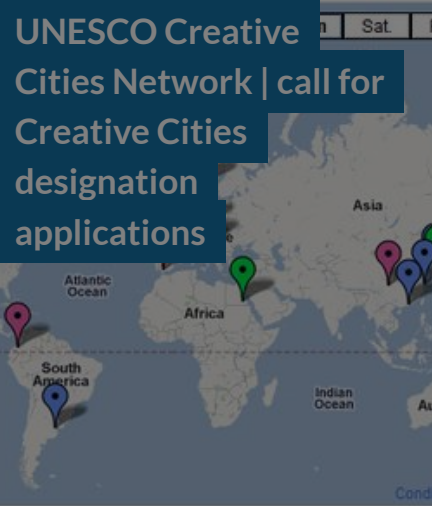 UNESCO Creative
Cities Network | call for
Creative Cities
designation
applications
Sat.
Asia
Atlantic
Ocean
Africa
South
America
Indian
Ocean